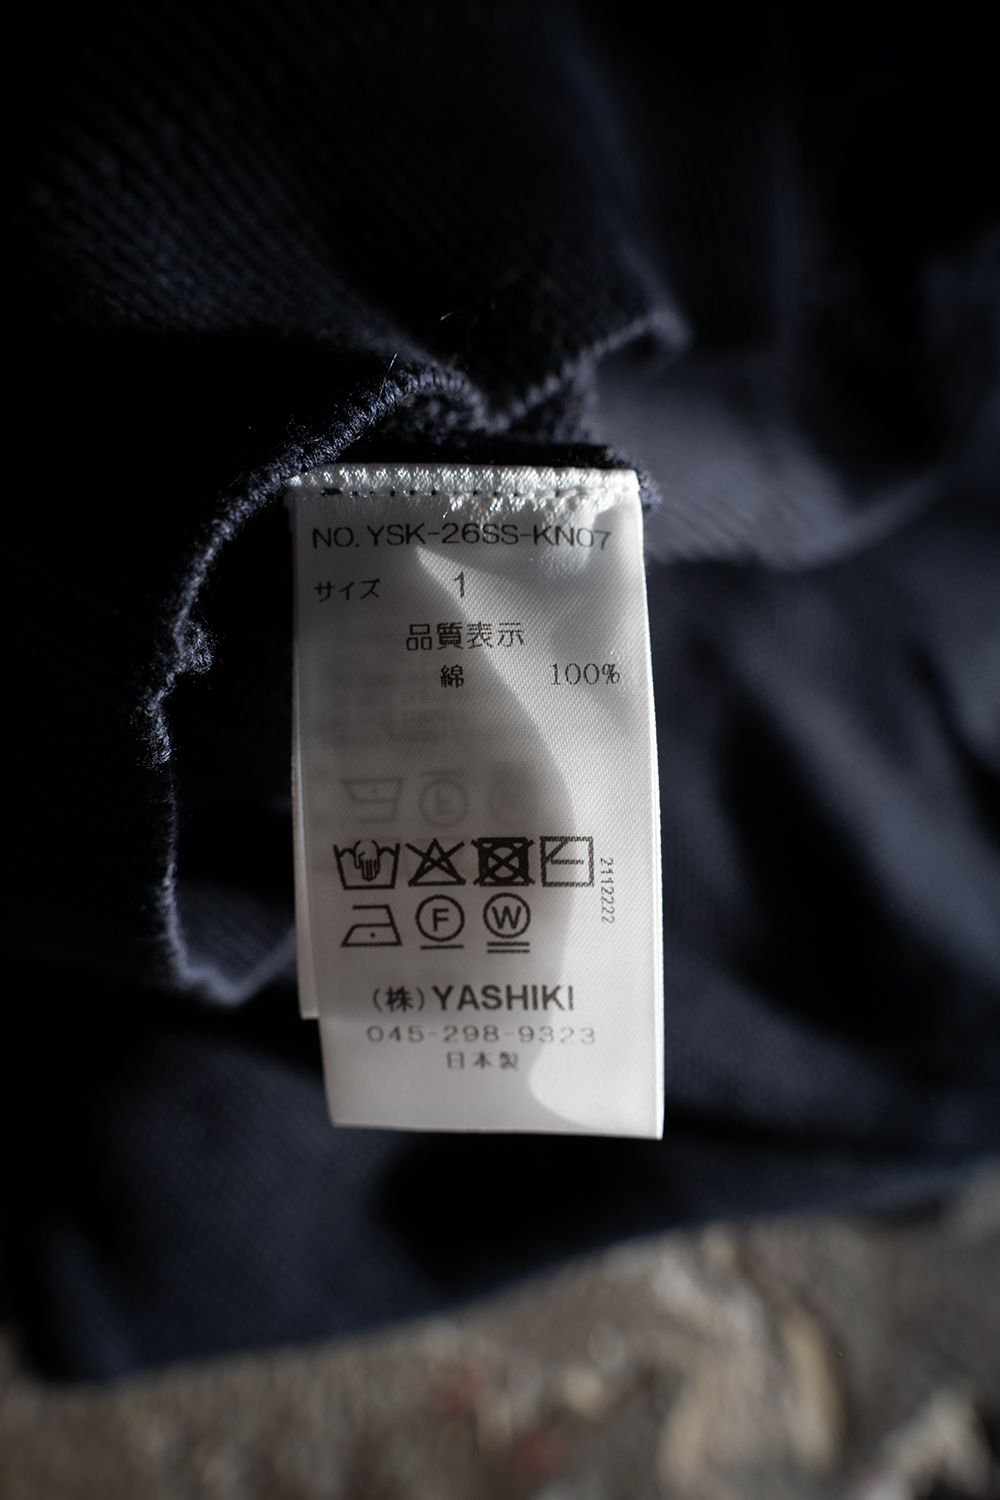 NO. YSK-26SS-KN07
サイズ 1
品質表示
綿 100%
2112222
F W
(株) YASHIKI
045-298-9323
日本製